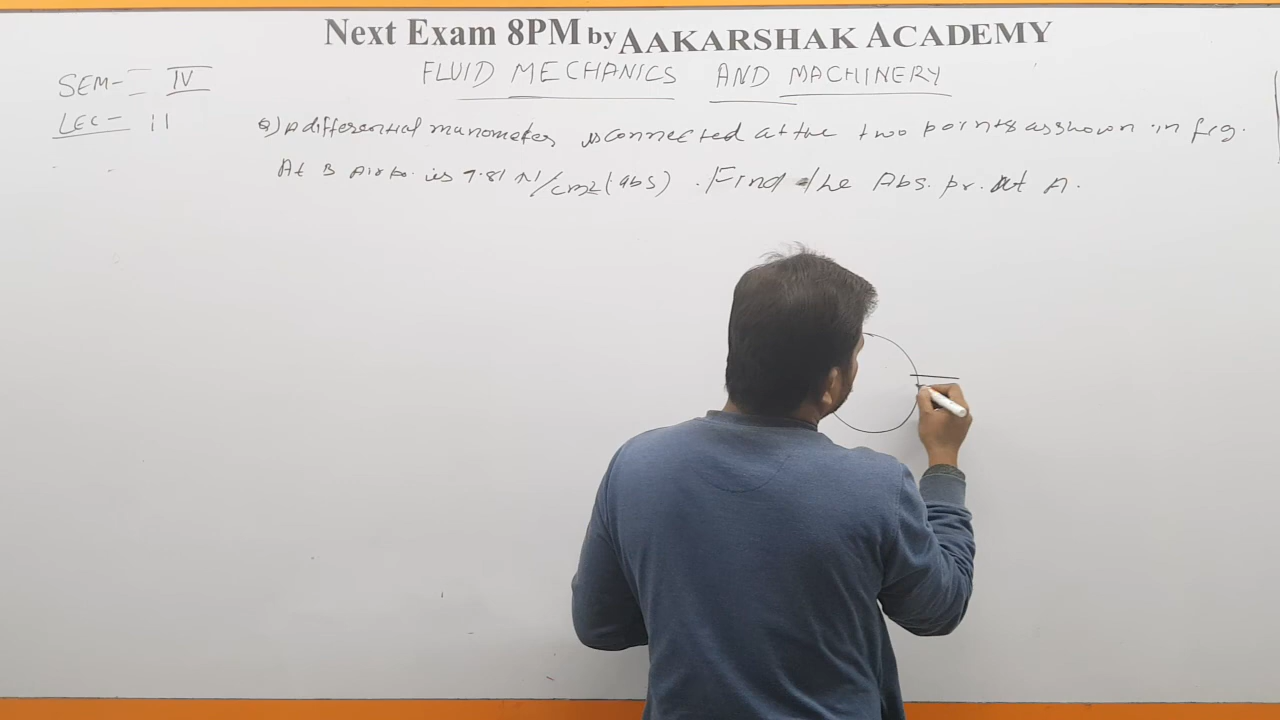 Next Exam 8PM by AAKARSHAK ACADEMY
FLUID MECHANICS AND MACHINERY
SEM- IV
LEC- 11
Q) A differential manometer is connected at the two points as shown in fig.
At B Air pr. is 9.81 N/cm2 (abs). Find the Abs. pr. at A.